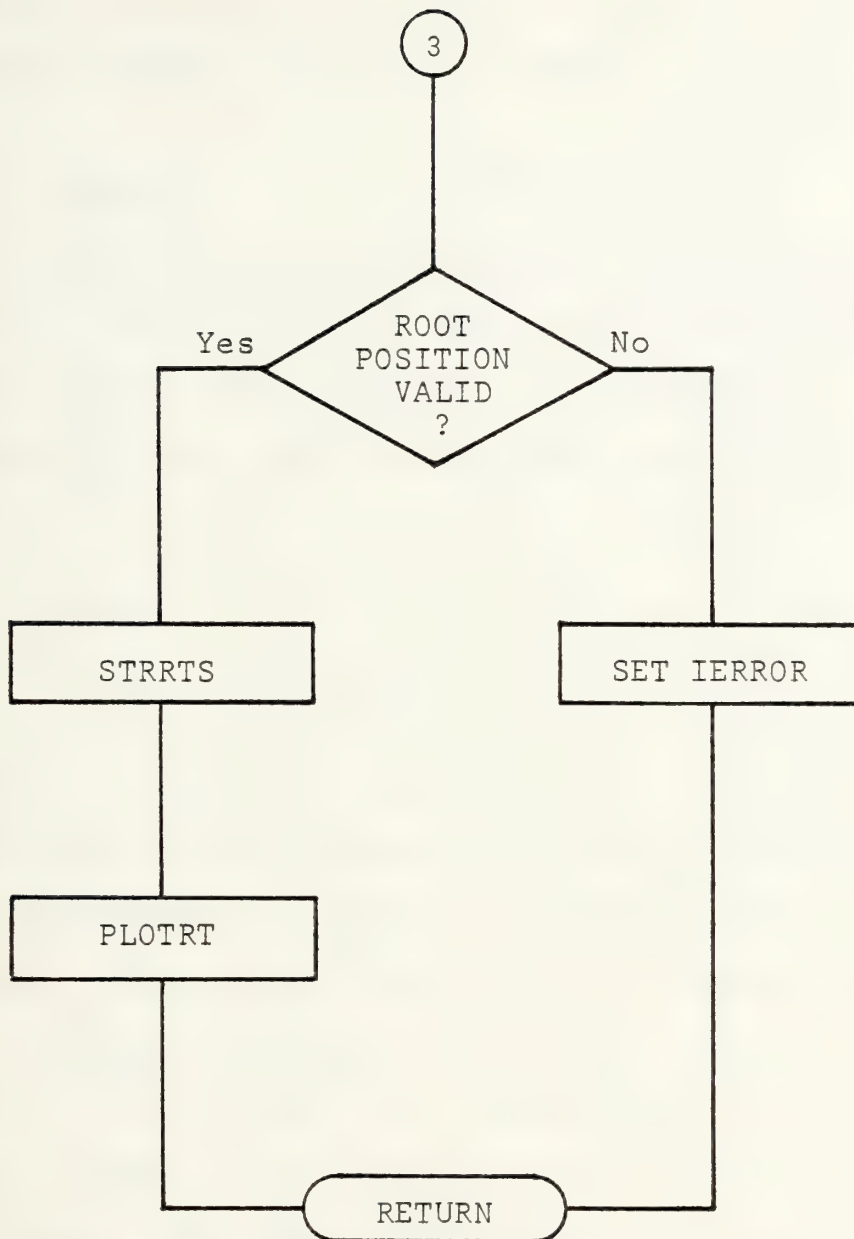 3
Yes
ROOT
POSITION
VALID
?
No
STRRTS
SET IERROR
PLOTRT
RETURN